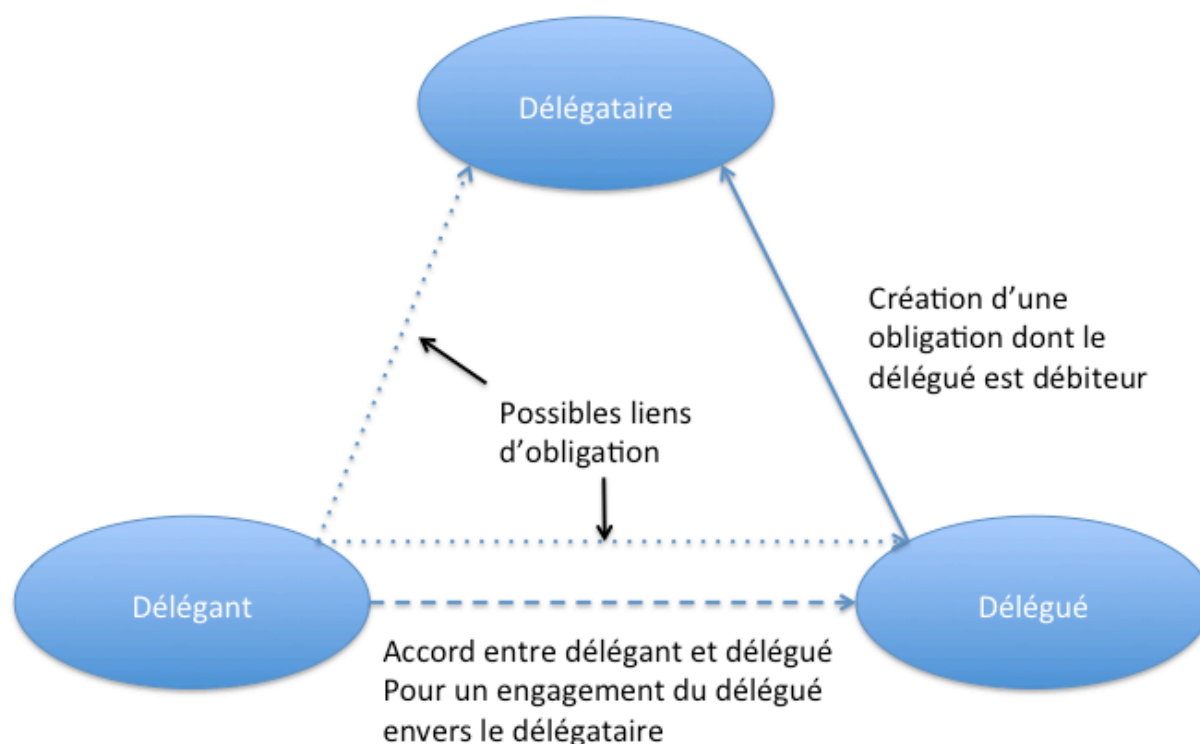 Délégataire
Création d’une
obligation dont le
délégué est débiteur
Possibles liens
d’obligation
Délégant
Délégué
Accord entre délégant et délégué
Pour un engagement du délégué
envers le délégataire